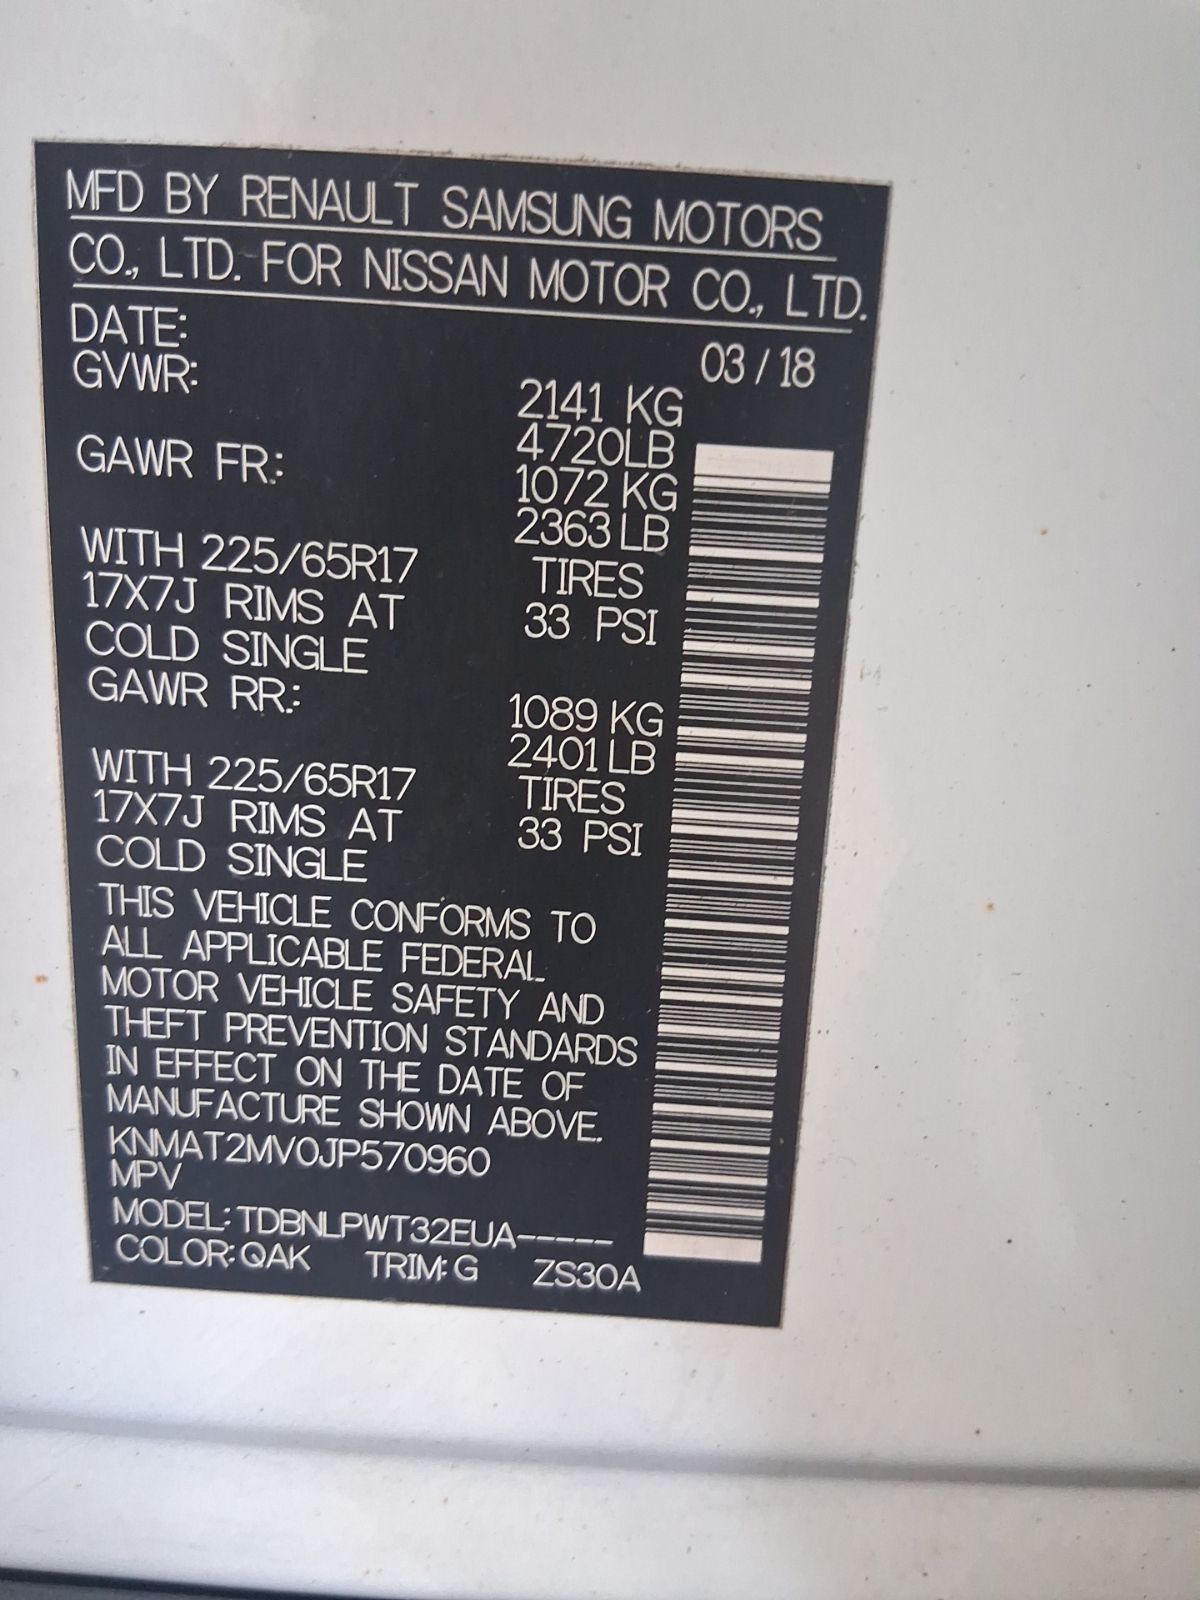 MFD BY RENAULT SAMSUNG MOTORS
CO., LTD. FOR NISSAN MOTOR CO., LTD.
DATE: 03 / 18
GVWR: 2141 KG
4720LB
GAWR FR: 1072 KG
2363 LB
WITH 225/65R17 TIRES
17X7J RIMS AT 33 PSI
COLD SINGLE
GAWR RR: 1089 KG
2401 LB
WITH 225/65R17 TIRES
17X7J RIMS AT 33 PSI
COLD SINGLE
THIS VEHICLE CONFORMS TO
ALL APPLICABLE FEDERAL
MOTOR VEHICLE SAFETY AND
THEFT PREVENTION STANDARDS
IN EFFECT ON THE DATE OF
MANUFACTURE SHOWN ABOVE.
KNMAT2MV0JP570960
MPV
MODEL: TDBNLPWT32EUA-----
COLOR: QAK TRIM: G ZS30A